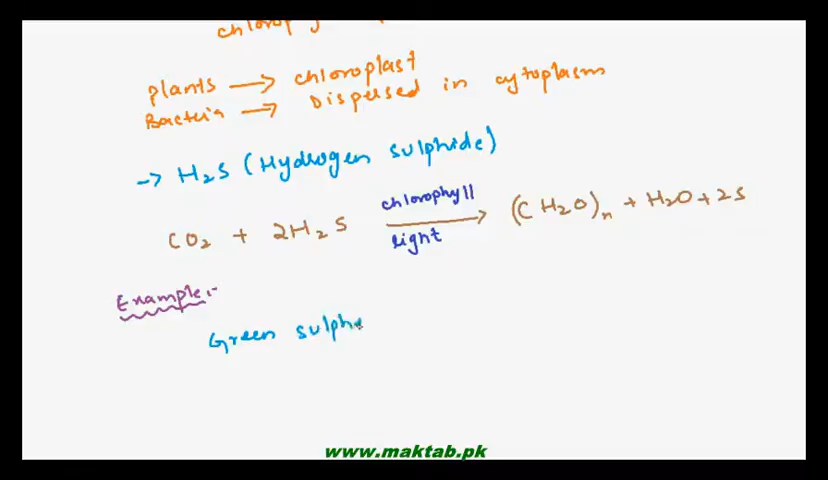 Plants → chloroplast
Bacteria → Dispersed in cytoplasm
→ H₂S (Hydrogen sulphide)
CO₂ + 2H₂S chlorophyll light → (CH₂O)ₙ + H₂O + 2S
Example:-
Green sulphe
www.maktab.pk